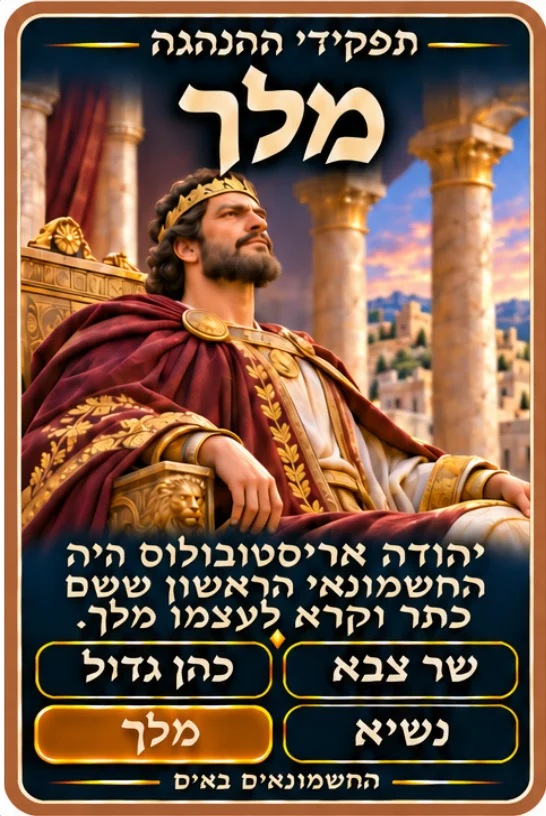 תפקידי ההנהגה
מלך
יהודה אריסטובולוס היה
החשמונאי הראשון ששם
כתר וקרא לעצמו מלך.
שר צבא
כהן גדול
נשיא
מלך
החשמונאים באים